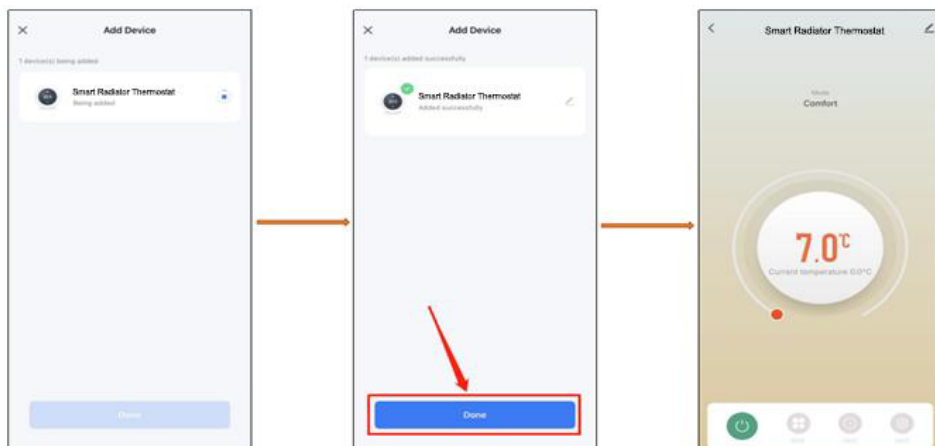 Add Device
1 device(s) being added
Smart Radiator Thermostat
Being added
Done
Add Device
1 device(s) added successfully
Smart Radiator Thermostat
Added successfully
Done
Smart Radiator Thermostat
Mode
Comfort
7.0℃
Current temperature 0.0°C